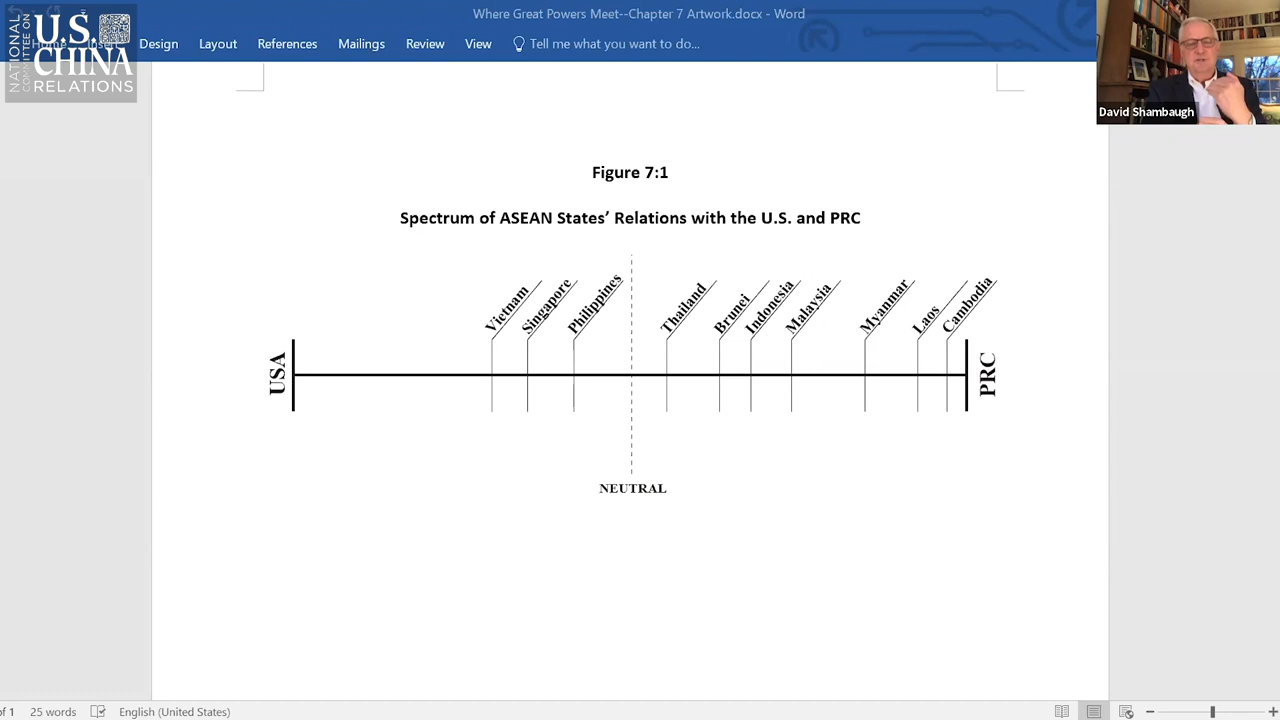 Where Great Powers Meet--Chapter 7 Artwork.docx - Word
NATIONAL COMMITTEE ON
U.S. CHINA RELATIONS
Design Layout References Mailings Review View Tell me what you want to do...
David Shambaugh
Figure 7:1
Spectrum of ASEAN States’ Relations with the U.S. and PRC
USA
Vietnam
Singapore
Philippines
Thailand
Brunei
Indonesia
Malaysia
Myanmar
Laos
Cambodia
PRC
NEUTRAL
of 1 25 words English (United States)